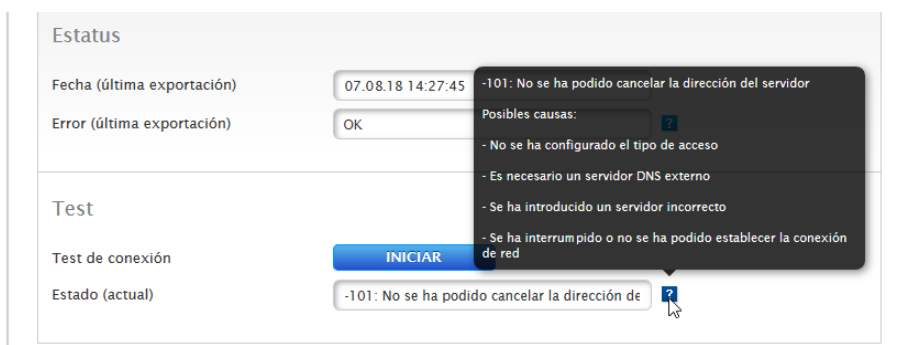 Estatus
Fecha (última exportación)
07.08.18 14:27:45
Error (última exportación)
OK
?
-101: No se ha podido cancelar la dirección del servidor
Posibles causas:
- No se ha configurado el tipo de acceso
- Es necesario un servidor DNS externo
- Se ha introducido un servidor incorrecto
- Se ha interrumpido o no se ha podido establecer la conexión
de red
Test
Test de conexión
INICIAR
Estado (actual)
-101: No se ha podido cancelar la dirección de
?